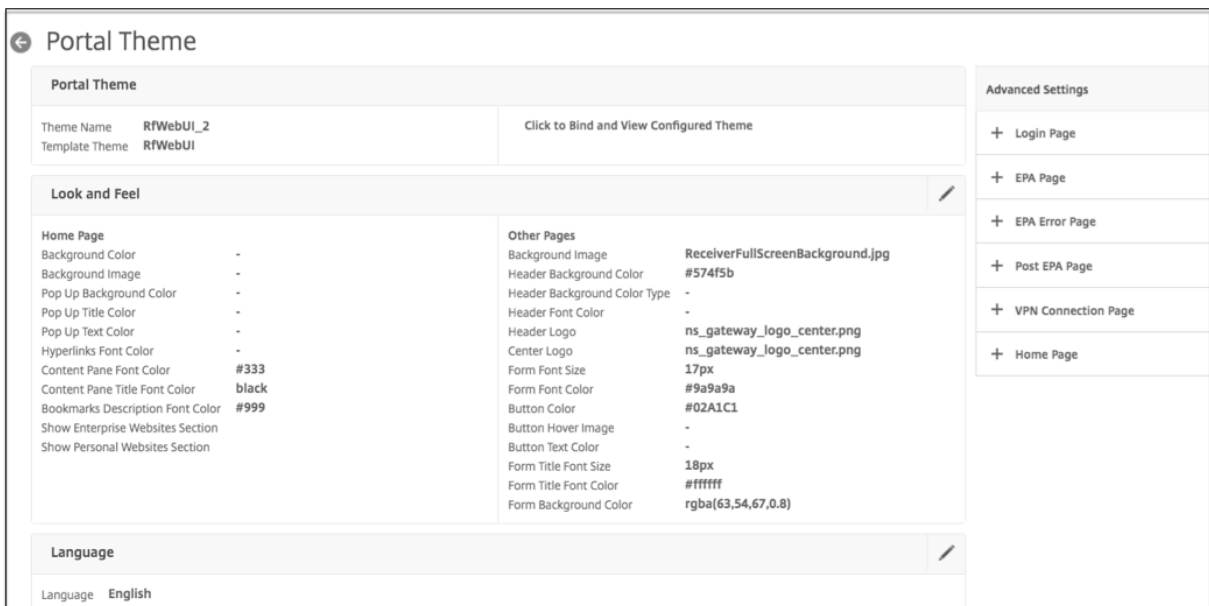 Portal Theme
Portal Theme
Theme Name RfWebUI_2
Template Theme RfWebUI
Click to Bind and View Configured Theme
Look and Feel
Home Page
Background Color -
Background Image -
Pop Up Background Color -
Pop Up Title Color -
Pop Up Text Color -
Hyperlinks Font Color -
Content Pane Font Color #333
Content Pane Title Font Color black
Bookmarks Description Font Color #999
Show Enterprise Websites Section
Show Personal Websites Section
Other Pages
Background Image ReceiverFullScreenBackground.jpg
Header Background Color #574f5b
Header Background Color Type -
Header Font Color -
Header Logo ns_gateway_logo_center.png
Center Logo ns_gateway_logo_center.png
Form Font Size 17px
Form Font Color #9a9a9a
Button Color #02A1C1
Button Hover Image -
Button Text Color -
Form Title Font Size 18px
Form Title Font Color #ffffff
Form Background Color rgba(63,54,67,0.8)
Language
Language English
Advanced Settings
+ Login Page
+ EPA Page
+ EPA Error Page
+ Post EPA Page
+ VPN Connection Page
+ Home Page